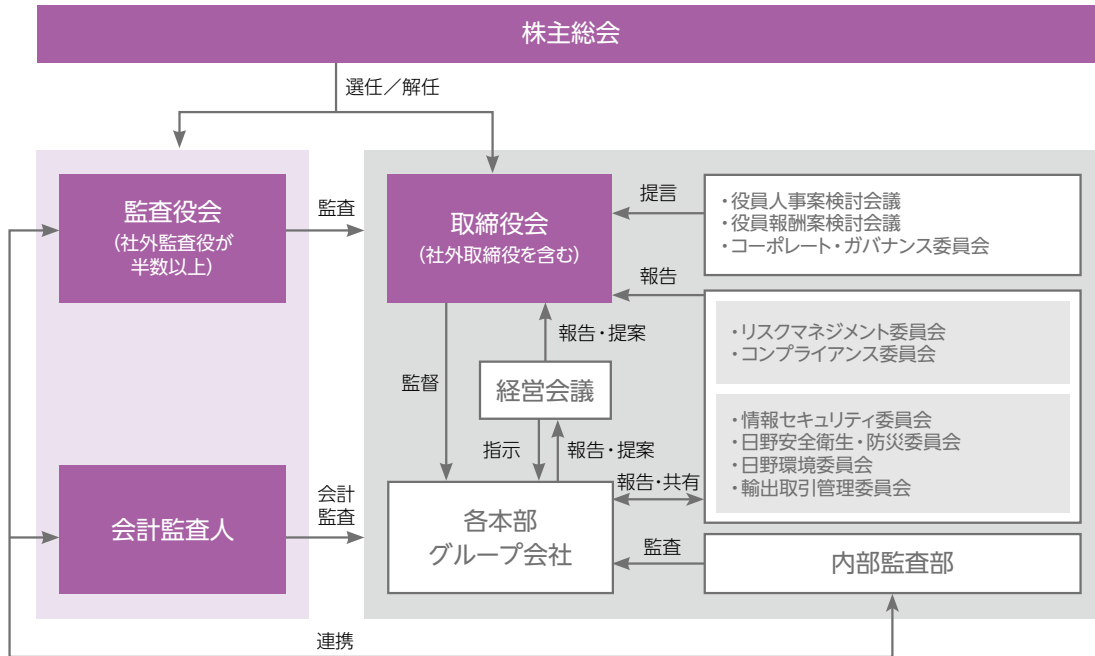 株主総会
選任／解任
監査役会
(社外監査役が
半数以上)
監査
取締役会
(社外取締役を含む)
提言
・役員人事案検討会議
・役員報酬案検討会議
・コーポレート・ガバナンス委員会
報告
・リスクマネジメント委員会
・コンプライアンス委員会
報告・提案
監督
経営会議
指示
報告・提案
・情報セキュリティ委員会
・日野安全衛生・防災委員会
・日野環境委員会
・輸出取引管理委員会
報告・共有
会計監査人
会計
監査
各本部
グループ会社
監査
内部監査部
連携